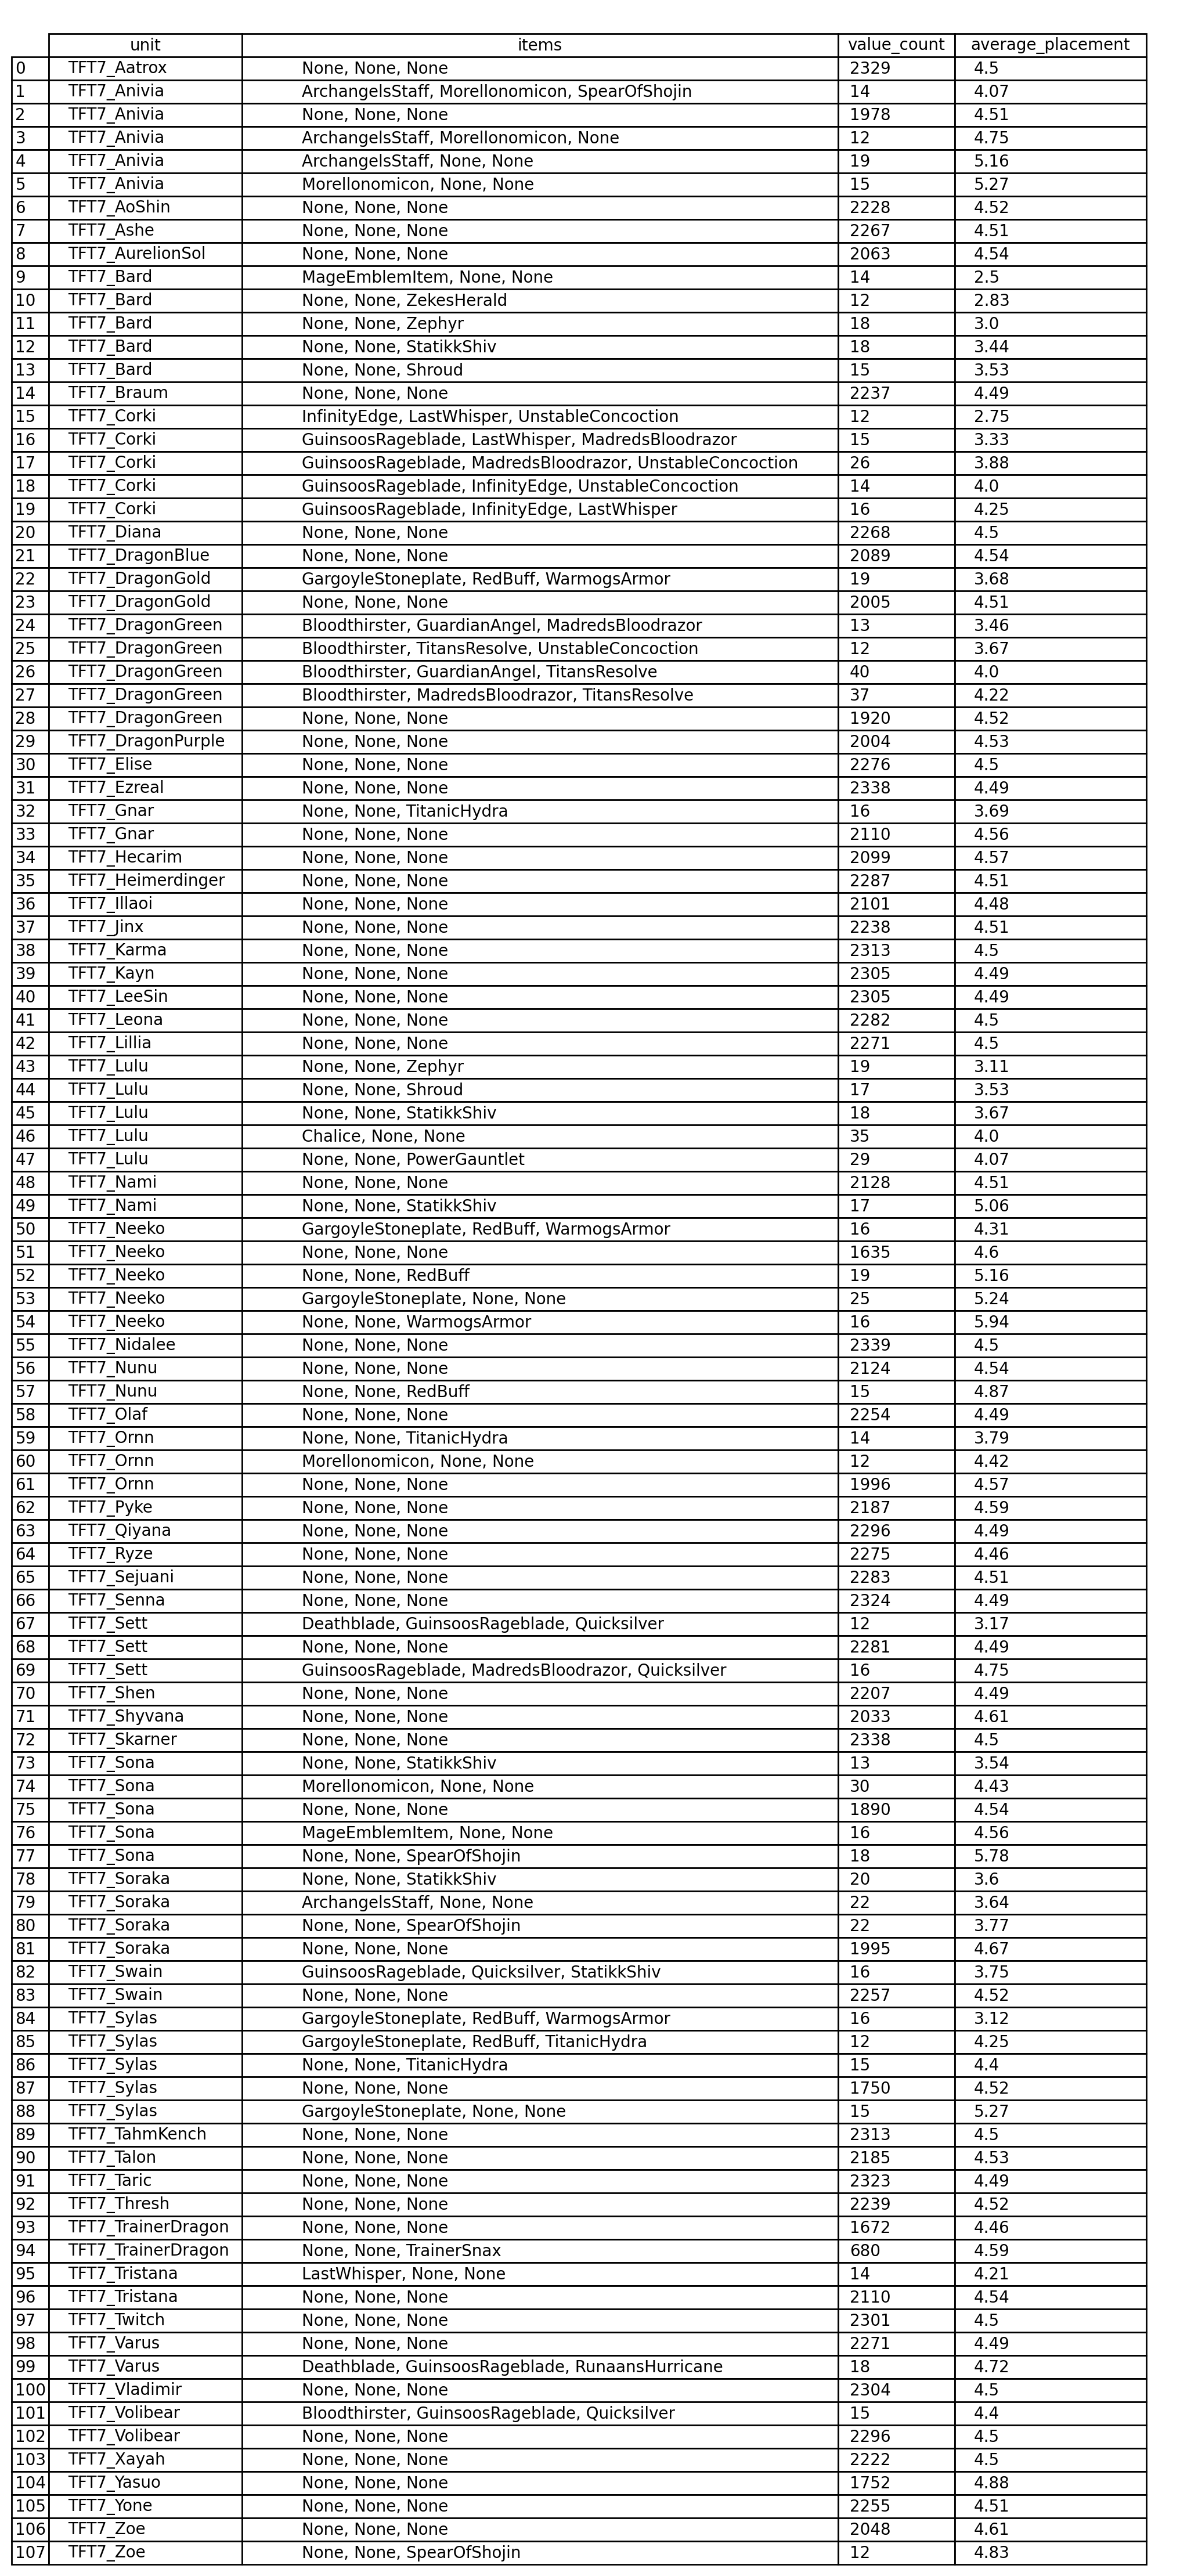 unit items value_count average_placement
0 TFT7_Aatrox None, None, None 2329 4.5
1 TFT7_Anivia ArchangelsStaff, Morellonomicon, SpearOfShojin 14 4.07
2 TFT7_Anivia None, None, None 1978 4.51
3 TFT7_Anivia ArchangelsStaff, Morellonomicon, None 12 4.75
4 TFT7_Anivia ArchangelsStaff, None, None 19 5.16
5 TFT7_Anivia Morellonomicon, None, None 15 5.27
6 TFT7_AoShin None, None, None 2228 4.52
7 TFT7_Ashe None, None, None 2267 4.51
8 TFT7_AurelionSol None, None, None 2063 4.54
9 TFT7_Bard MageEmblemItem, None, None 14 2.5
10 TFT7_Bard None, None, ZekesHerald 12 2.83
11 TFT7_Bard None, None, Zephyr 18 3.0
12 TFT7_Bard None, None, StatikkShiv 18 3.44
13 TFT7_Bard None, None, Shroud 15 3.53
14 TFT7_Braum None, None, None 2237 4.49
15 TFT7_Corki InfinityEdge, LastWhisper, UnstableConcoction 12 2.75
16 TFT7_Corki GuinsoosRageblade, LastWhisper, MadredsBloodrazor 15 3.33
17 TFT7_Corki GuinsoosRageblade, MadredsBloodrazor, UnstableConcoction 26 3.88
18 TFT7_Corki GuinsoosRageblade, InfinityEdge, UnstableConcoction 14 4.0
19 TFT7_Corki GuinsoosRageblade, InfinityEdge, LastWhisper 16 4.25
20 TFT7_Diana None, None, None 2268 4.5
21 TFT7_DragonBlue None, None, None 2089 4.54
22 TFT7_DragonGold GargoyleStoneplate, RedBuff, WarmogsArmor 19 3.68
23 TFT7_DragonGold None, None, None 2005 4.51
24 TFT7_DragonGreen Bloodthirster, GuardianAngel, MadredsBloodrazor 13 3.46
25 TFT7_DragonGreen Bloodthirster, TitansResolve, UnstableConcoction 12 3.67
26 TFT7_DragonGreen Bloodthirster, GuardianAngel, TitansResolve 40 4.0
27 TFT7_DragonGreen Bloodthirster, MadredsBloodrazor, TitansResolve 37 4.22
28 TFT7_DragonGreen None, None, None 1920 4.52
29 TFT7_DragonPurple None, None, None 2004 4.53
30 TFT7_Elise None, None, None 2276 4.5
31 TFT7_Ezreal None, None, None 2338 4.49
32 TFT7_Gnar None, None, TitanicHydra 16 3.69
33 TFT7_Gnar None, None, None 2110 4.56
34 TFT7_Hecarim None, None, None 2099 4.57
35 TFT7_Heimerdinger None, None, None 2287 4.51
36 TFT7_Illaoi None, None, None 2101 4.48
37 TFT7_Jinx None, None, None 2238 4.51
38 TFT7_Karma None, None, None 2313 4.5
39 TFT7_Kayn None, None, None 2305 4.49
40 TFT7_LeeSin None, None, None 2305 4.49
41 TFT7_Leona None, None, None 2282 4.5
42 TFT7_Lillia None, None, None 2271 4.5
43 TFT7_Lulu None, None, Zephyr 19 3.11
44 TFT7_Lulu None, None, Shroud 17 3.53
45 TFT7_Lulu None, None, StatikkShiv 18 3.67
46 TFT7_Lulu Chalice, None, None 35 4.0
47 TFT7_Lulu None, None, PowerGauntlet 29 4.07
48 TFT7_Nami None, None, None 2128 4.51
49 TFT7_Nami None, None, StatikkShiv 17 5.06
50 TFT7_Neeko GargoyleStoneplate, RedBuff, WarmogsArmor 16 4.31
51 TFT7_Neeko None, None, None 1635 4.6
52 TFT7_Neeko None, None, RedBuff 19 5.16
53 TFT7_Neeko GargoyleStoneplate, None, None 25 5.24
54 TFT7_Neeko None, None, WarmogsArmor 16 5.94
55 TFT7_Nidalee None, None, None 2339 4.5
56 TFT7_Nunu None, None, None 2124 4.54
57 TFT7_Nunu None, None, RedBuff 15 4.87
58 TFT7_Olaf None, None, None 2254 4.49
59 TFT7_Ornn None, None, TitanicHydra 14 3.79
60 TFT7_Ornn Morellonomicon, None, None 12 4.42
61 TFT7_Ornn None, None, None 1996 4.57
62 TFT7_Pyke None, None, None 2187 4.59
63 TFT7_Qiyana None, None, None 2296 4.49
64 TFT7_Ryze None, None, None 2275 4.46
65 TFT7_Sejuani None, None, None 2283 4.51
66 TFT7_Senna None, None, None 2324 4.49
67 TFT7_Sett Deathblade, GuinsoosRageblade, Quicksilver 12 3.17
68 TFT7_Sett None, None, None 2281 4.49
69 TFT7_Sett GuinsoosRageblade, MadredsBloodrazor, Quicksilver 16 4.75
70 TFT7_Shen None, None, None 2207 4.49
71 TFT7_Shyvana None, None, None 2033 4.61
72 TFT7_Skarner None, None, None 2338 4.5
73 TFT7_Sona None, None, StatikkShiv 13 3.54
74 TFT7_Sona Morellonomicon, None, None 30 4.43
75 TFT7_Sona None, None, None 1890 4.54
76 TFT7_Sona MageEmblemItem, None, None 16 4.56
77 TFT7_Sona None, None, SpearOfShojin 18 5.78
78 TFT7_Soraka None, None, StatikkShiv 20 3.6
79 TFT7_Soraka ArchangelsStaff, None, None 22 3.64
80 TFT7_Soraka None, None, SpearOfShojin 22 3.77
81 TFT7_Soraka None, None, None 1995 4.67
82 TFT7_Swain GuinsoosRageblade, Quicksilver, StatikkShiv 16 3.75
83 TFT7_Swain None, None, None 2257 4.52
84 TFT7_Sylas GargoyleStoneplate, RedBuff, WarmogsArmor 16 3.12
85 TFT7_Sylas GargoyleStoneplate, RedBuff, TitanicHydra 12 4.25
86 TFT7_Sylas None, None, TitanicHydra 15 4.4
87 TFT7_Sylas None, None, None 1750 4.52
88 TFT7_Sylas GargoyleStoneplate, None, None 15 5.27
89 TFT7_TahmKench None, None, None 2313 4.5
90 TFT7_Talon None, None, None 2185 4.53
91 TFT7_Taric None, None, None 2323 4.49
92 TFT7_Thresh None, None, None 2239 4.52
93 TFT7_TrainerDragon None, None, None 1672 4.46
94 TFT7_TrainerDragon None, None, TrainerSnax 680 4.59
95 TFT7_Tristana LastWhisper, None, None 14 4.21
96 TFT7_Tristana None, None, None 2110 4.54
97 TFT7_Twitch None, None, None 2301 4.5
98 TFT7_Varus None, None, None 2271 4.49
99 TFT7_Varus Deathblade, GuinsoosRageblade, RunaansHurricane 18 4.72
100 TFT7_Vladimir None, None, None 2304 4.5
101 TFT7_Volibear Bloodthirster, GuinsoosRageblade, Quicksilver 15 4.4
102 TFT7_Volibear None, None, None 2296 4.5
103 TFT7_Xayah None, None, None 2222 4.5
104 TFT7_Yasuo None, None, None 1752 4.88
105 TFT7_Yone None, None, None 2255 4.51
106 TFT7_Zoe None, None, None 2048 4.61
107 TFT7_Zoe None, None, SpearOfShojin 12 4.83